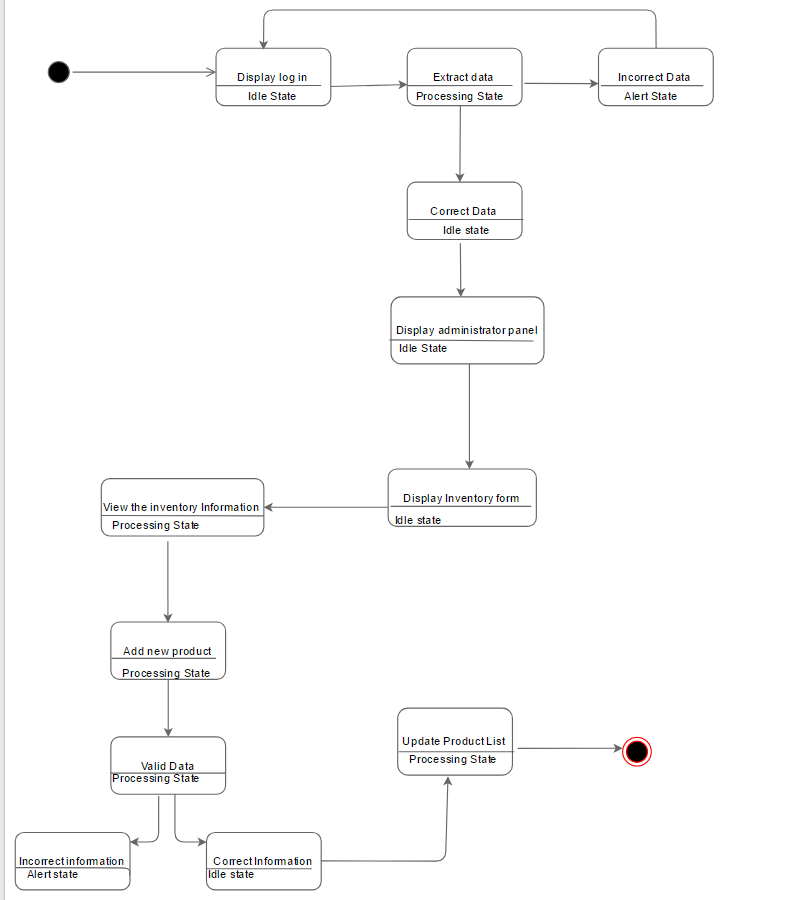 Display log in
Idle State
Extract data
Processing State
Incorrect Data
Alert State
Correct Data
Idle state
Display administrator panel
Idle State
Display Inventory form
Idle state
View the inventory Information
Processing State
Add new product
Processing State
Valid Data
Processing State
Update Product List
Processing State
Incorrect information
Alert state
Correct Information
Idle state